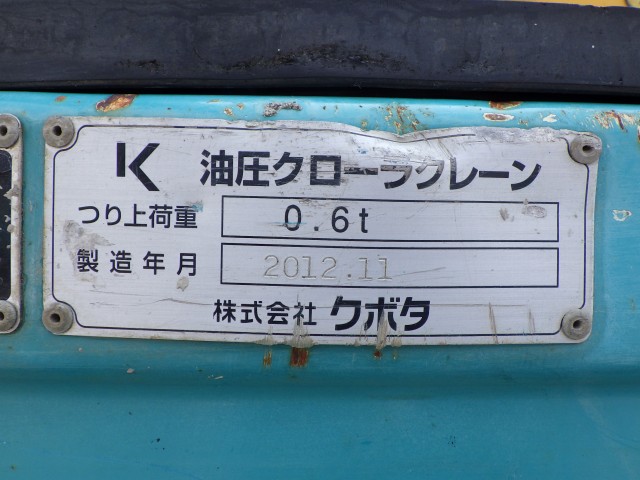 K 油圧クローラクレーン
つり上荷重 0.6t
製造年月 2012.11
株式会社 クボタ